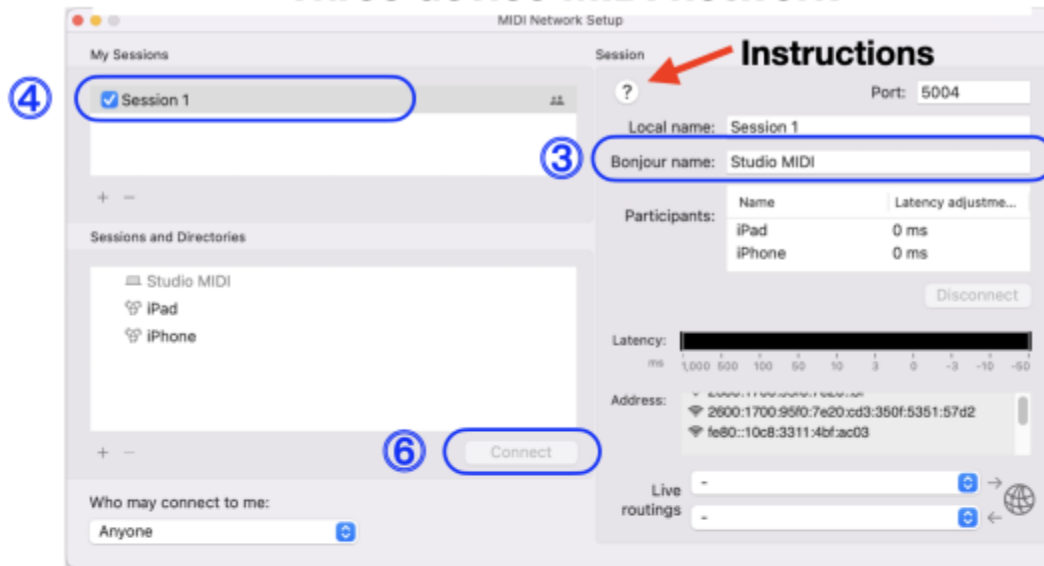 MIDI Network Setup
My Sessions
Session
Instructions
④
Session 1
?
Port: 5004
Local name: Session 1
③
Bonjour name: Studio MIDI
+ −
Participants:
Name Latency adjustme...
iPad 0 ms
iPhone 0 ms
Sessions and Directories
Studio MIDI
iPad
iPhone
Disconnect
Latency:
ms 1,000 500 100 50 10 3 0 -3 -10 -50
Address:
2600:1700:95f0:7e20:cd3:350f:5351:57d2
fe80::10c8:3311:4bf:ac03
+ −
⑥
Connect
Who may connect to me:
Anyone
Live
routings
-
-